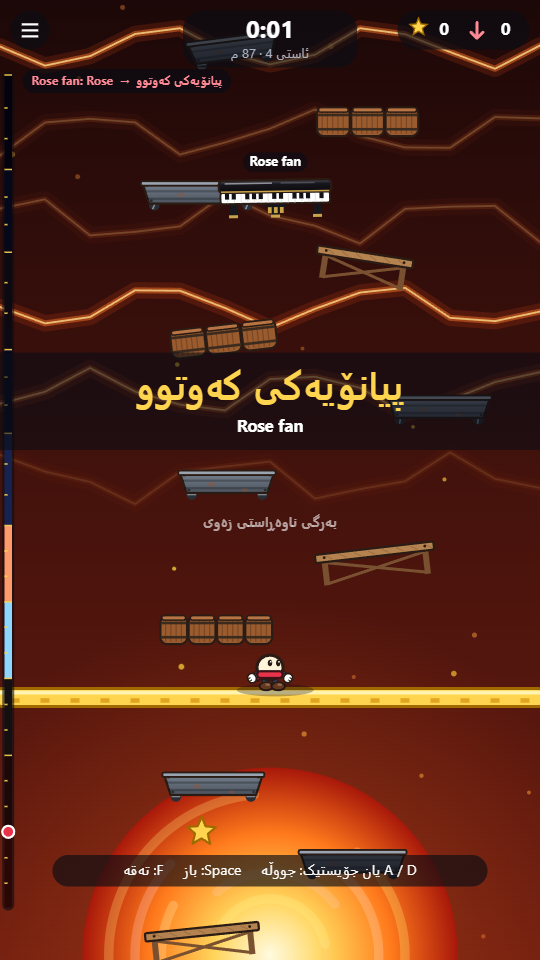 0:01
ئاستی 4 · 87 م
0
0
Rose fan: Rose → پیانۆیەکی کەوتوو
Rose fan
پیانۆیەکی کەوتوو
Rose fan
بەرگی ناوەڕاستی زەوی
A / D یان جۆیستیک: جووڵە Space: باز F: تەقە